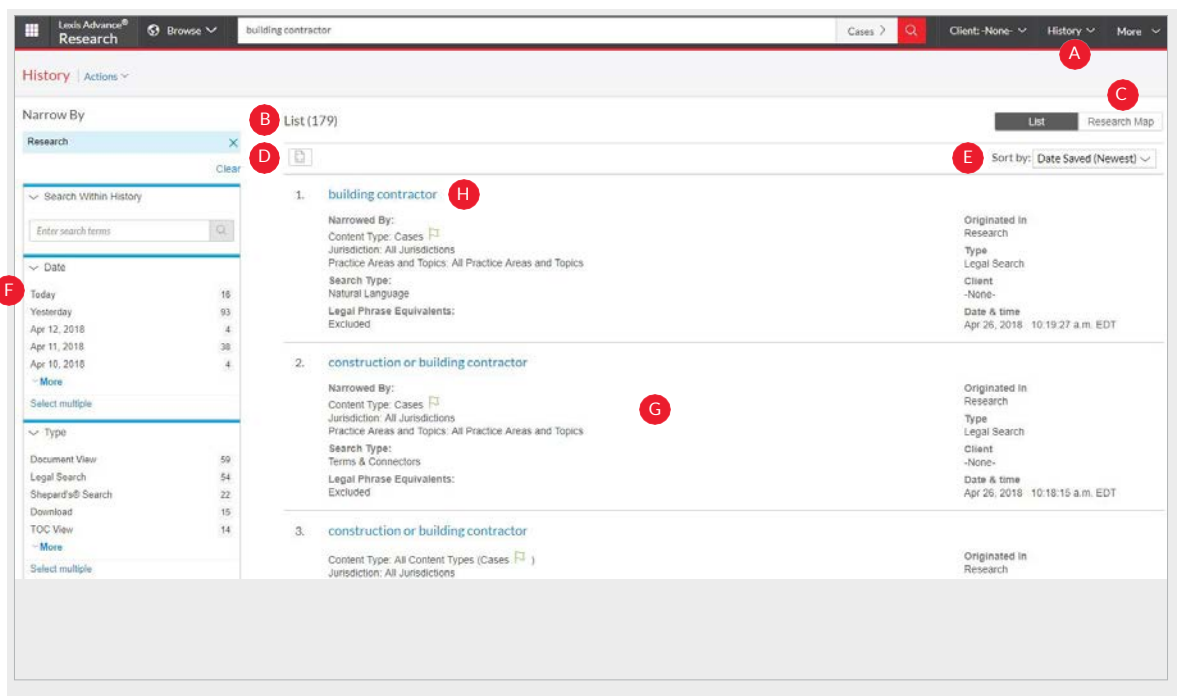 Lexis Advance®
Research
Browse
building contractor
Cases
Client: -None-
History
More
A
History | Actions
C
Narrow By
B
List (179)
List
Research Map
Research
D
E
Sort by: Date Saved (Newest)
Clear
Search Within History
Enter search terms
1. building contractor
H
Narrowed By:
Content Type: Cases
Jurisdiction: All Jurisdictions
Practice Areas and Topics: All Practice Areas and Topics
Search Type:
Natural Language
Legal Phrase Equivalents:
Excluded
Originated in
Research
Type
Legal Search
Client
-None-
Date & time
Apr 26, 2018 10:19:27 a.m. EDT
Date
F
Today 16
Yesterday 93
Apr 12, 2018 4
Apr 11, 2018 38
Apr 10, 2018 4
More
Select multiple
2. construction or building contractor
Narrowed By:
Content Type: Cases
Jurisdiction: All Jurisdictions
Practice Areas and Topics: All Practice Areas and Topics
Search Type:
Terms & Connectors
Legal Phrase Equivalents:
Excluded
G
Originated in
Research
Type
Legal Search
Client
-None-
Date & time
Apr 26, 2018 10:18:15 a.m. EDT
Type
Document View 59
Legal Search 54
Shepard's® Search 22
Download 15
TOC View 14
More
Select multiple
3. construction or building contractor
Content Type: All Content Types (Cases )
Jurisdiction: All Jurisdictions
Originated in
Research